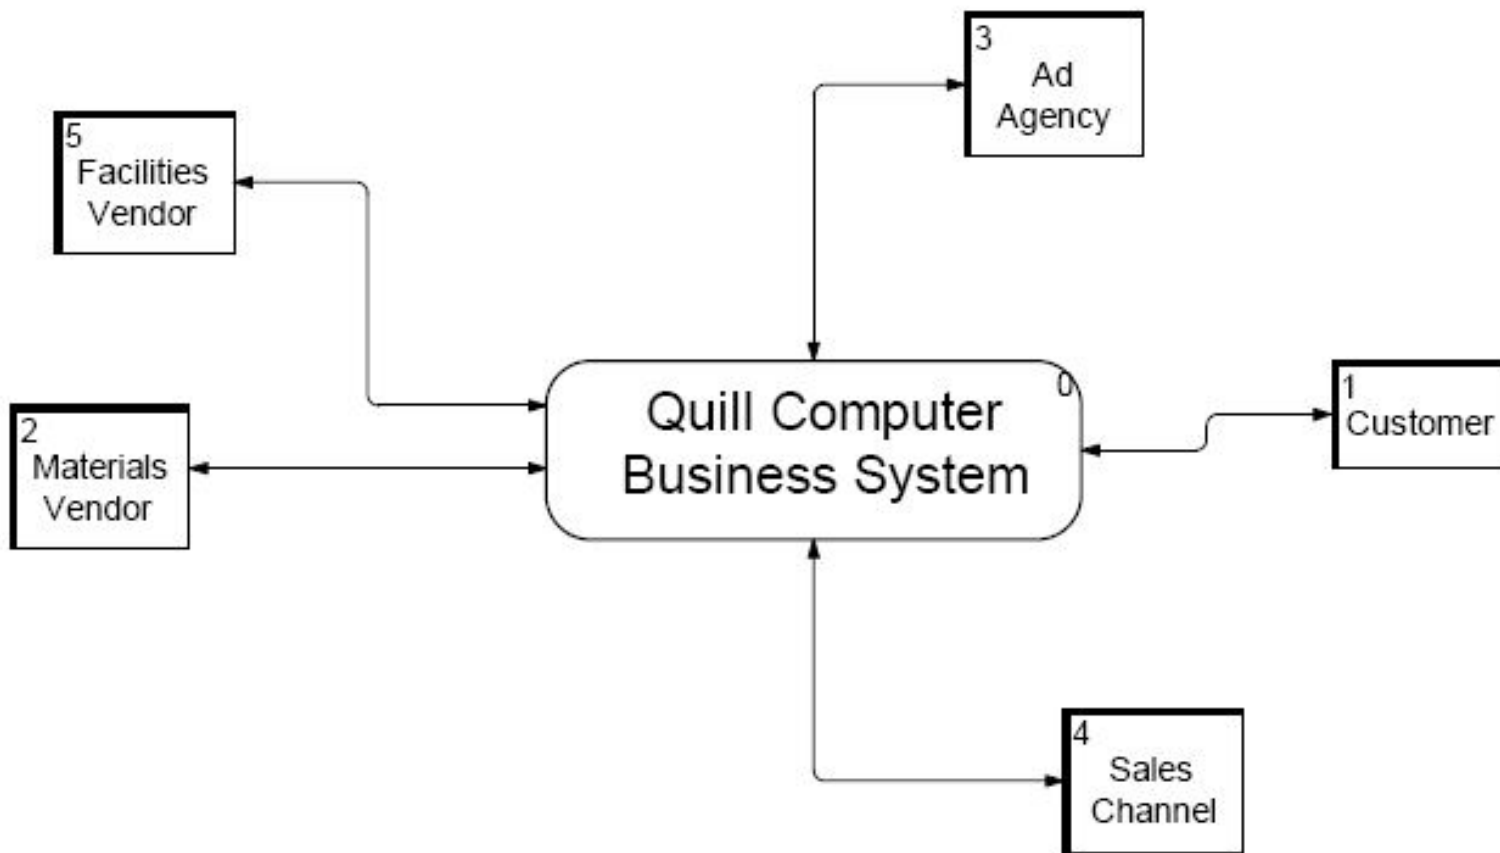 3
Ad
Agency
5
Facilities
Vendor
0
Quill Computer
Business System
1
Customer
2
Materials
Vendor
4
Sales
Channel